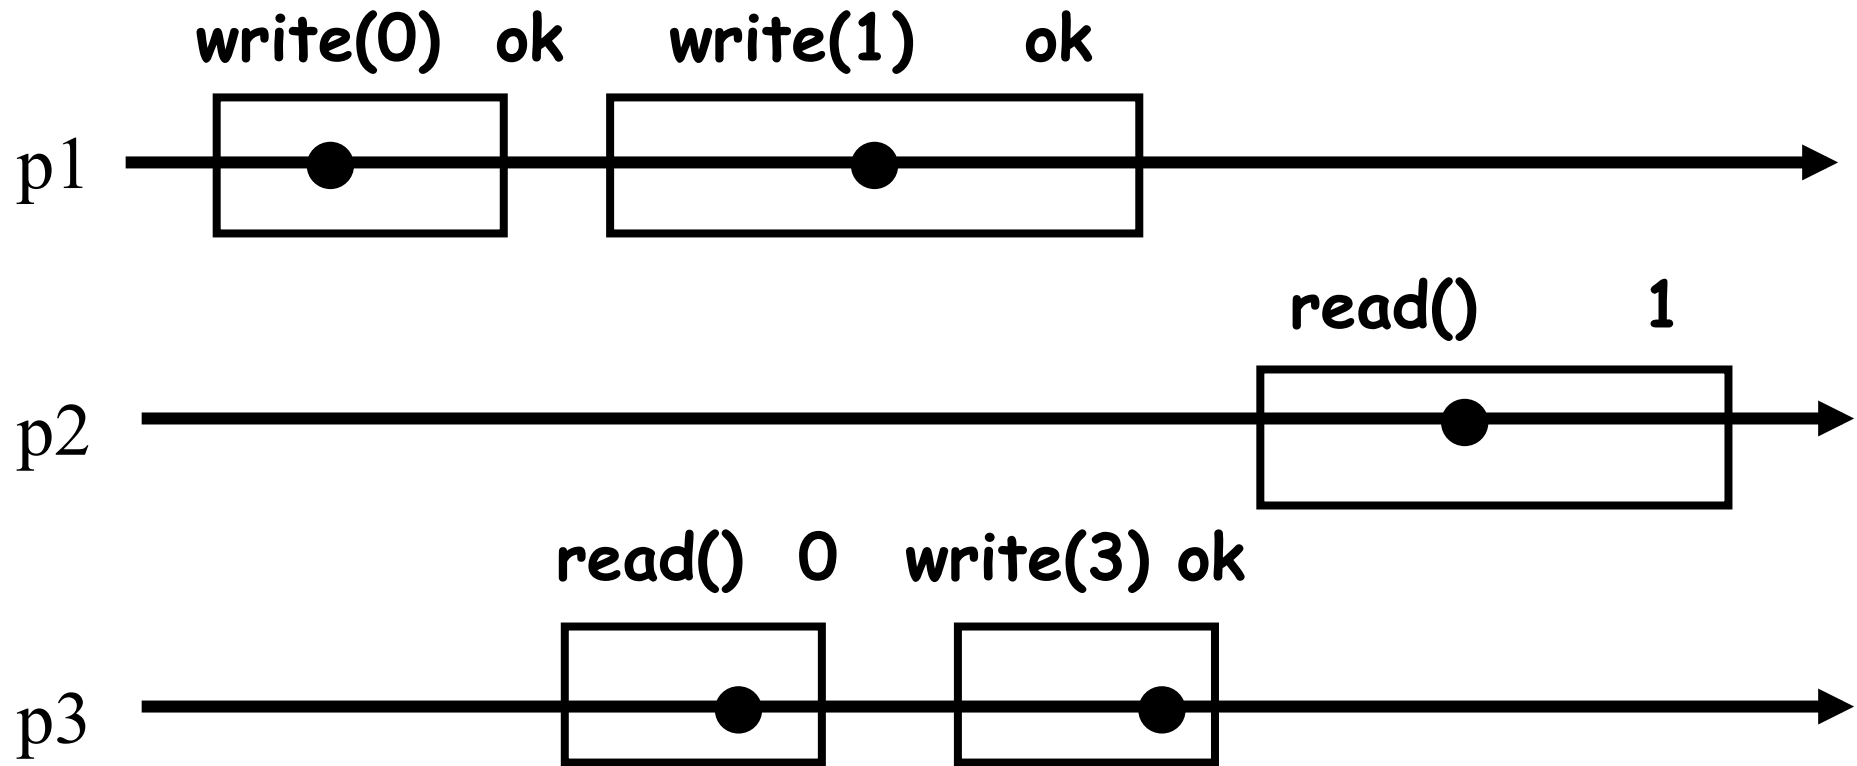 write(0) ok write(1) ok
p1
read() 1
p2
read() 0 write(3) ok
p3